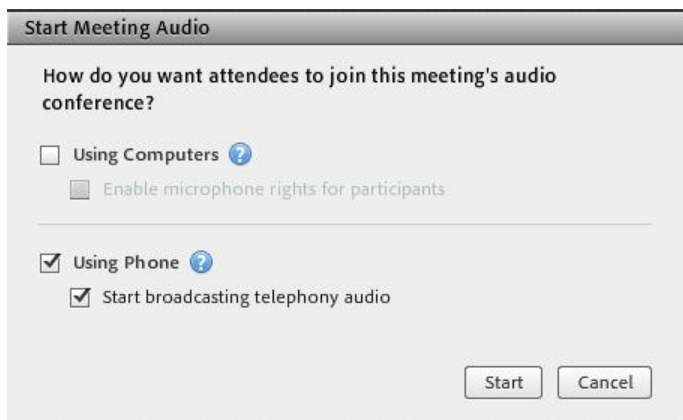 Start Meeting Audio
How do you want attendees to join this meeting's audio
conference?
Using Computers ?
Enable microphone rights for participants
Using Phone ?
Start broadcasting telephony audio
Start Cancel